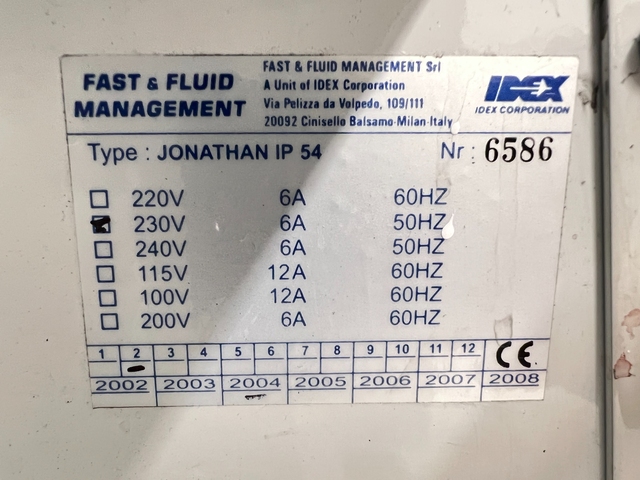 FAST & FLUID MANAGEMENT
FAST & FLUID MANAGEMENT Srl
A Unit of IDEX Corporation
Via Pelizza da Volpedo, 109/111
20092 Cinisello Balsamo-Milan-Italy
IDEX
IDEX CORPORATION
Type : JONATHAN IP 54 Nr : 6586
220V 6A 60HZ
230V 6A 50HZ
240V 6A 50HZ
115V 12A 60HZ
100V 12A 60HZ
200V 6A 60HZ
1 2 3 4 5 6 7 8 9 10 11 12 CE
2002 2003 2004 2005 2006 2007 2008